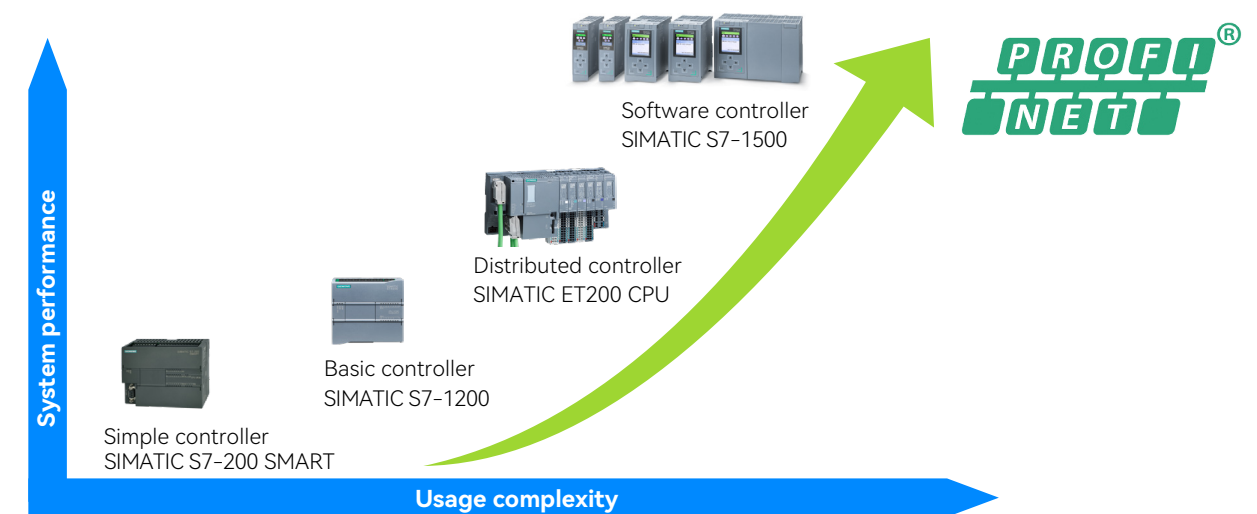 PROFI®
NET
Software controller
SIMATIC S7-1500
Distributed controller
SIMATIC ET200 CPU
Basic controller
SIMATIC S7-1200
Simple controller
SIMATIC S7-200 SMART
System performance
Usage complexity